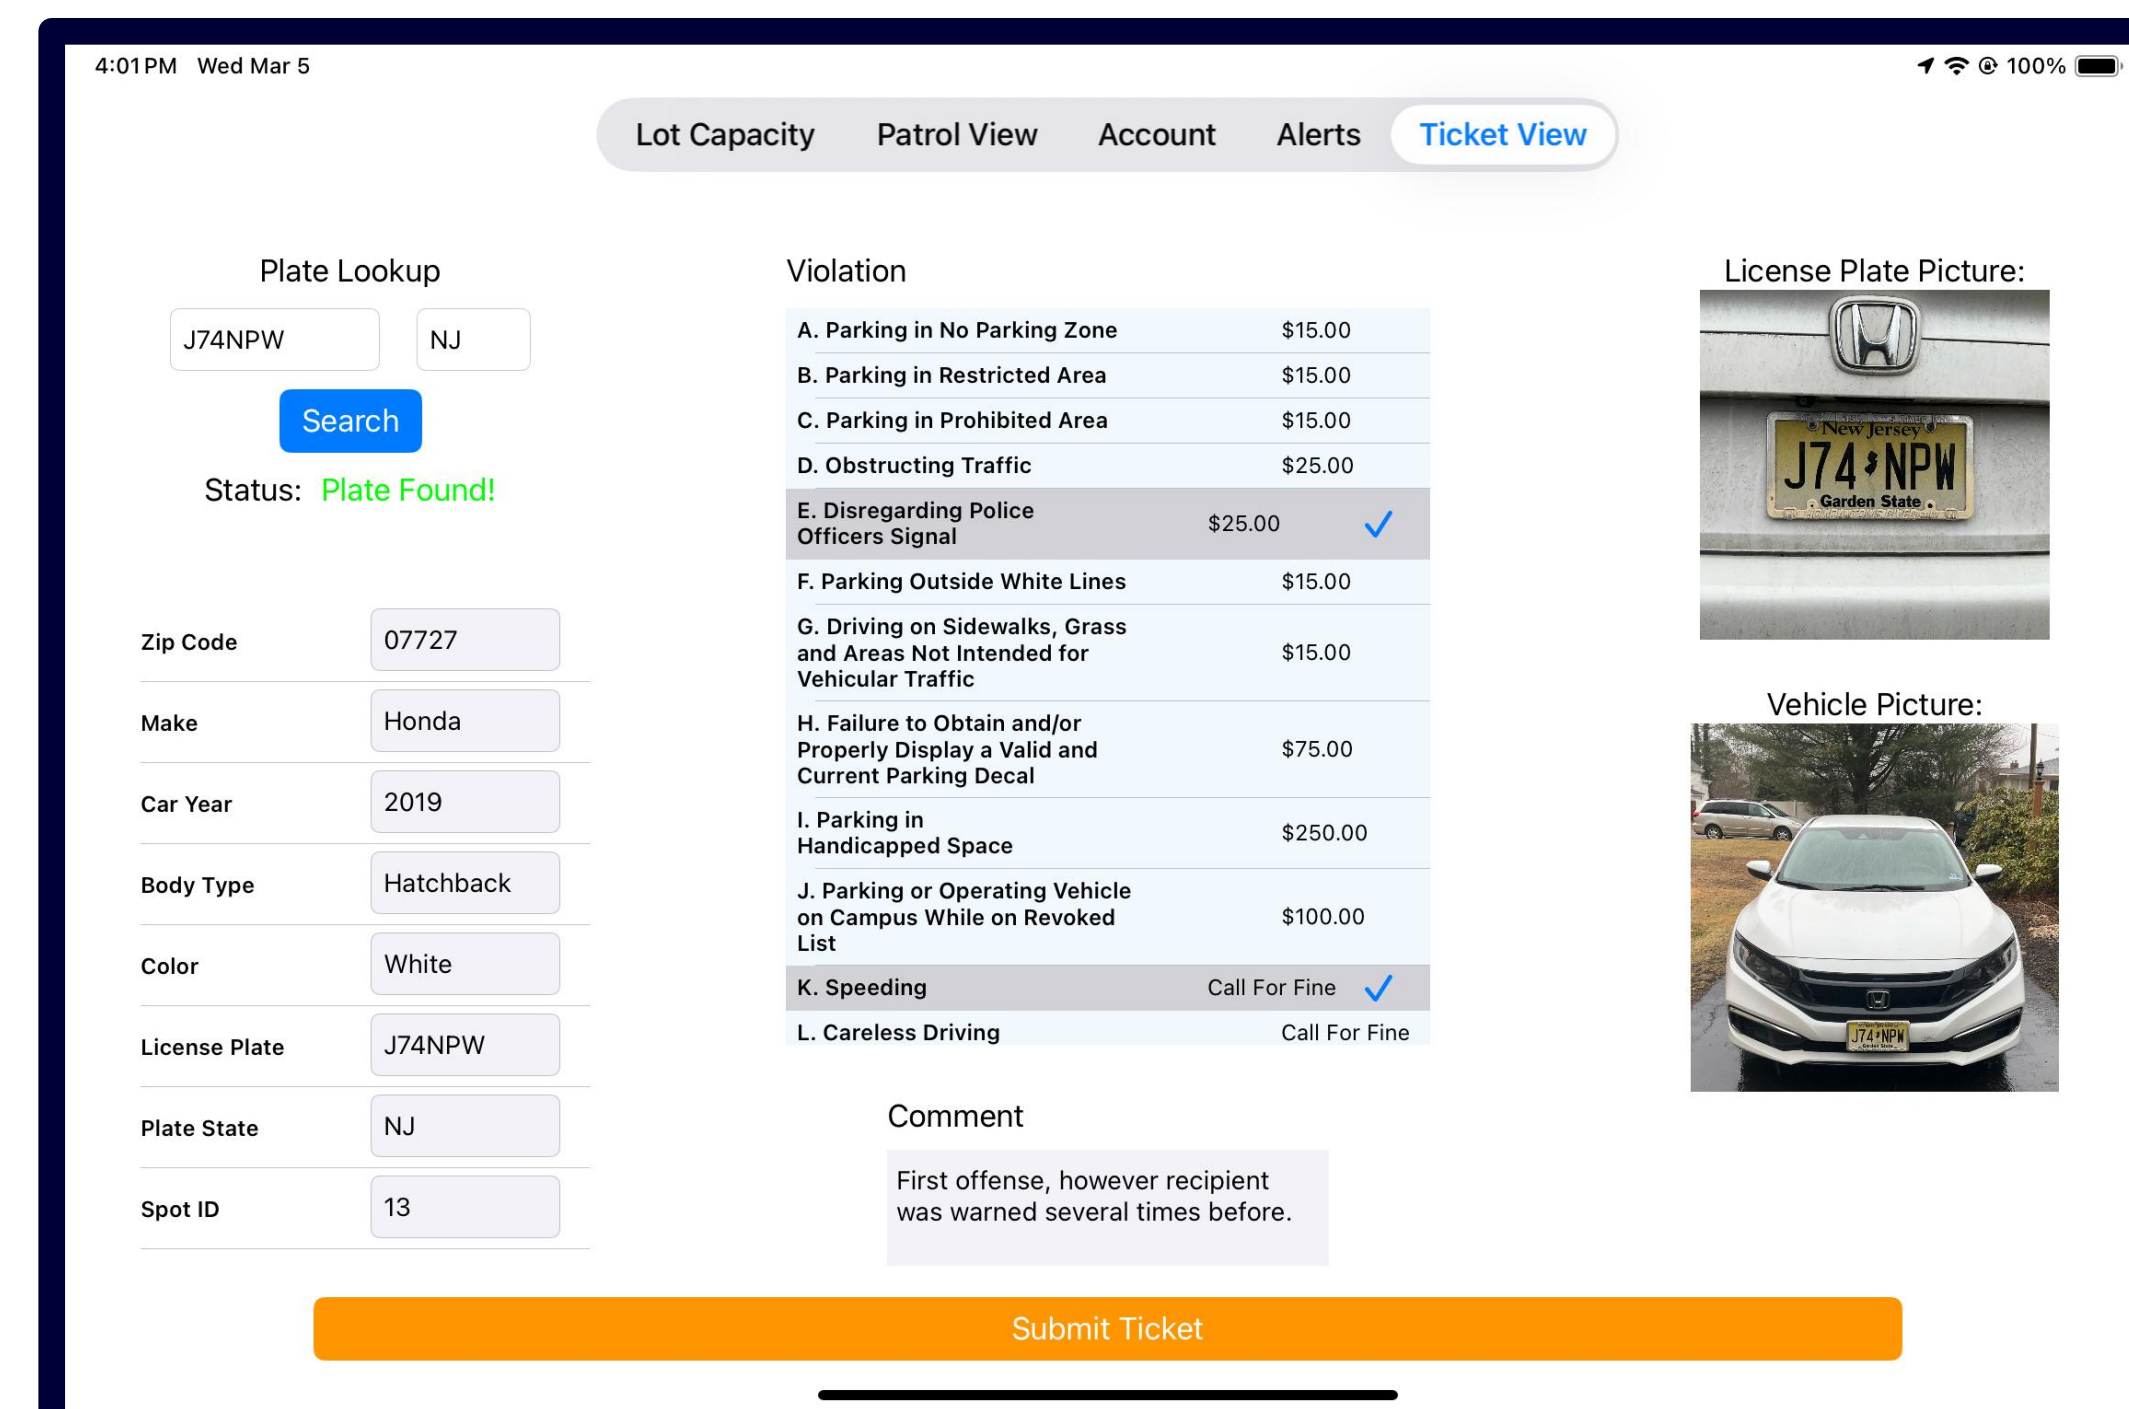 4:01 PM Wed Mar 5
100%
Lot Capacity Patrol View Account Alerts Ticket View
Plate Lookup
J74NPW NJ
Search
Status: Plate Found!
Zip Code 07727
Make Honda
Car Year 2019
Body Type Hatchback
Color White
License Plate J74NPW
Plate State NJ
Spot ID 13
Violation
A. Parking in No Parking Zone $15.00
B. Parking in Restricted Area $15.00
C. Parking in Prohibited Area $15.00
D. Obstructing Traffic $25.00
E. Disregarding Police
Officers Signal $25.00
F. Parking Outside White Lines $15.00
G. Driving on Sidewalks, Grass
and Areas Not Intended for
Vehicular Traffic $15.00
H. Failure to Obtain and/or
Properly Display a Valid and
Current Parking Decal $75.00
I. Parking in
Handicapped Space $250.00
J. Parking or Operating Vehicle
on Campus While on Revoked
List $100.00
K. Speeding Call For Fine
L. Careless Driving Call For Fine
Comment
First offense, however recipient
was warned several times before.
License Plate Picture:
New Jersey
J74 NPW
Garden State
Vehicle Picture:
J74 NPW
Garden State
Submit Ticket